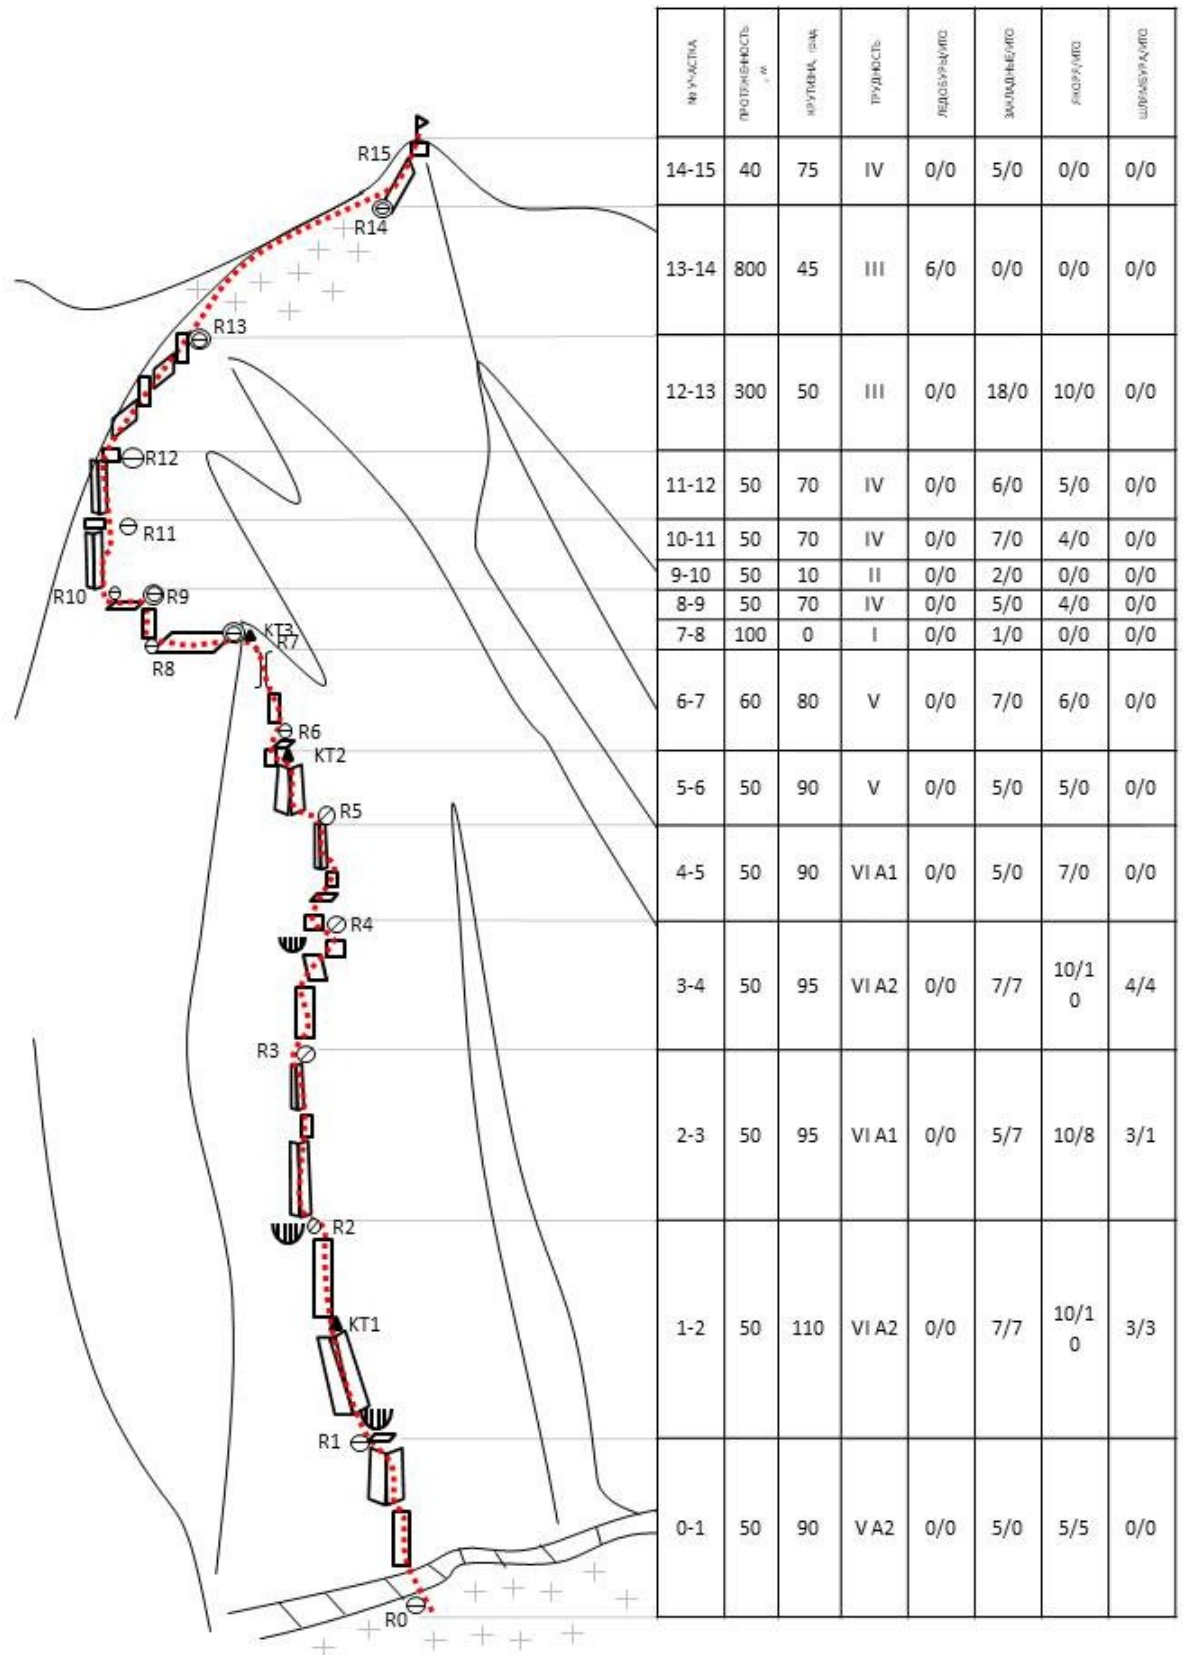 № УЧАСТКА ПРОТЯЖЕННОСТЬ, М КРУТИЗНА, ГРАД ТРУДНОСТЬ ЛЕДОБУРЫ/ИТО ЗАКЛАДНЫЕ/ИТО ЯКОРЯ/ИТО ШЛЯМБУРА/ИТО
14-15 40 75 IV 0/0 5/0 0/0 0/0
13-14 800 45 III 6/0 0/0 0/0 0/0
12-13 300 50 III 0/0 18/0 10/0 0/0
11-12 50 70 IV 0/0 6/0 5/0 0/0
10-11 50 70 IV 0/0 7/0 4/0 0/0
9-10 50 10 II 0/0 2/0 0/0 0/0
8-9 50 70 IV 0/0 5/0 4/0 0/0
7-8 100 0 I 0/0 1/0 0/0 0/0
6-7 60 80 V 0/0 7/0 6/0 0/0
5-6 50 90 V 0/0 5/0 5/0 0/0
4-5 50 90 VI A1 0/0 5/0 7/0 0/0
3-4 50 95 VI A2 0/0 7/7 10/10 4/4
2-3 50 95 VI A1 0/0 5/7 10/8 3/1
1-2 50 110 VI A2 0/0 7/7 10/10 3/3
0-1 50 90 V A2 0/0 5/0 5/5 0/0
R15
R14
R13
R12
R11
R10 R9
КТ3
R7
R8
R6
КТ2
R5
R4
R3
R2
КТ1
R1
R0